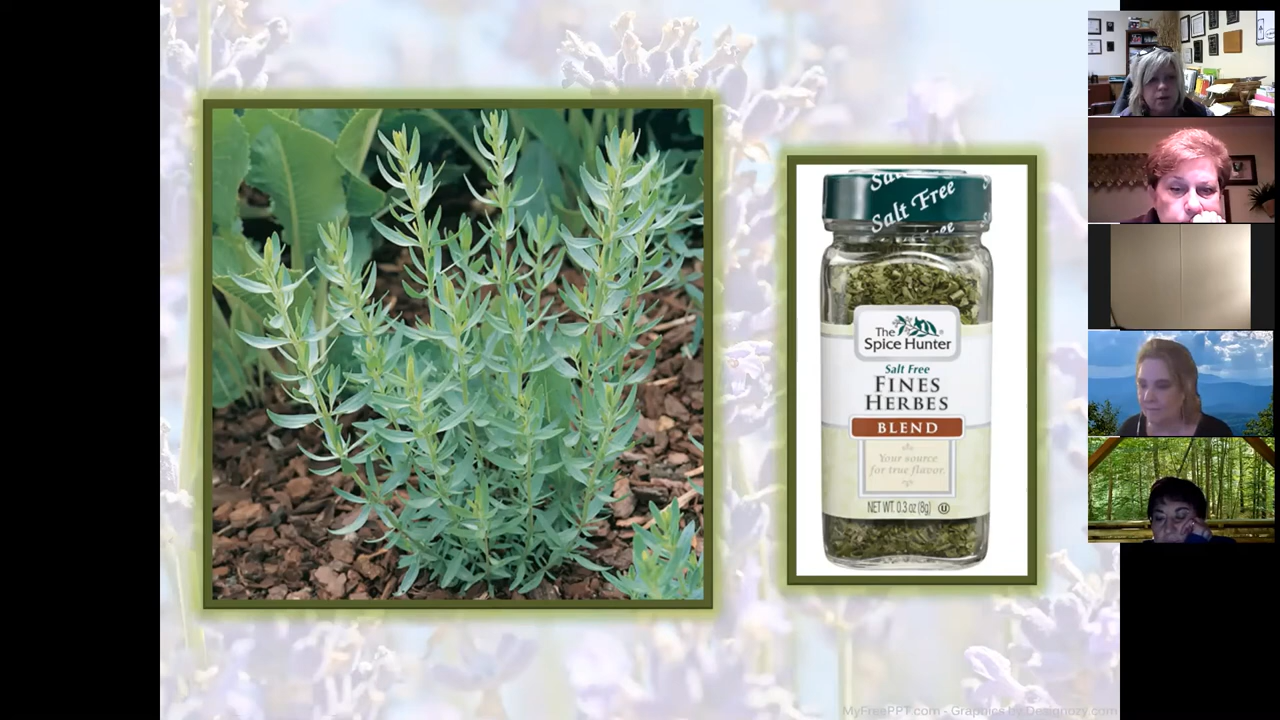 Salt Free
The
Spice Hunter
Salt Free
FINES
HERBES
BLEND
Your source
for true flavor.
NET WT. 0.3 oz (8g) U
MyFreePPT.com - Graphics by Designozy.com